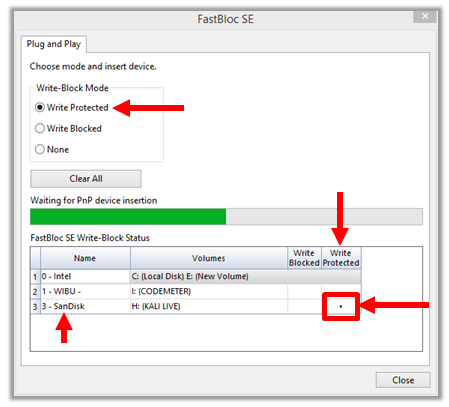 FastBloc SE
Plug and Play
Choose mode and insert device.
Write-Block Mode
Write Protected
Write Blocked
None
Clear All
Waiting for PnP device insertion
FastBloc SE Write-Block Status
Name Volumes Write Blocked Write Protected
1 0 - Intel C: (Local Disk) E: (New Volume)
2 1 - WIBU - I: (CODEMETER)
3 3 - SanDisk H: (KALI LIVE) •
Close